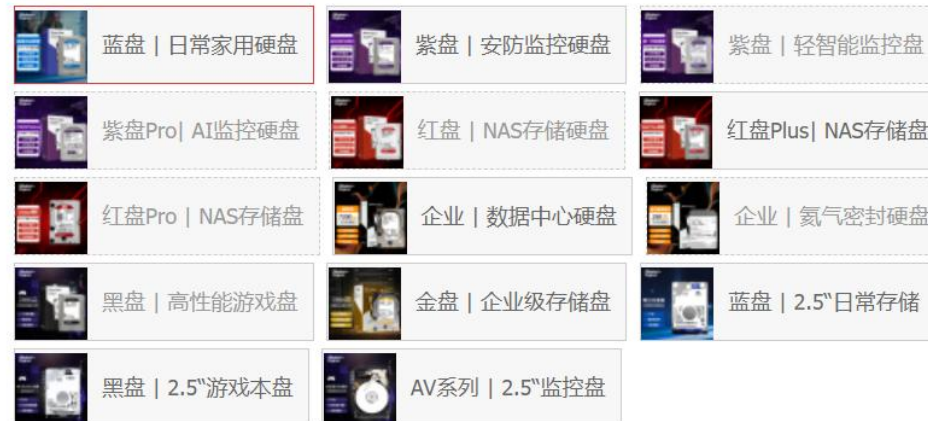 蓝盘 | 日常家用硬盘
紫盘 | 安防监控硬盘
紫盘 | 轻智能监控盘
紫盘Pro| AI监控硬盘
红盘 | NAS存储硬盘
红盘Plus| NAS存储盘
红盘Pro | NAS存储盘
企业 | 数据中心硬盘
企业 | 氦气密封硬盘
黑盘 | 高性能游戏盘
金盘 | 企业级存储盘
蓝盘 | 2.5‟日常存储
黑盘 | 2.5‟游戏本盘
AV系列 | 2.5‟监控盘